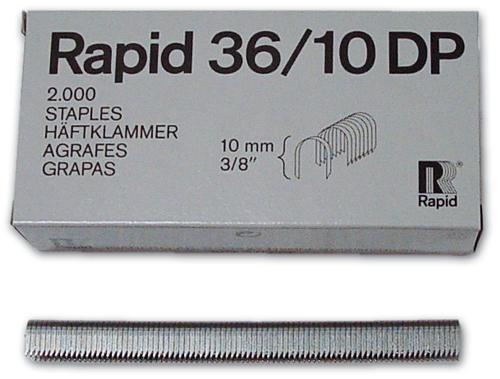 Rapid 36/10 DP
2.000
STAPLES
HÄFTKLAMMER
AGRAFES
GRAPAS
10 mm
3/8"
R®
Rapid